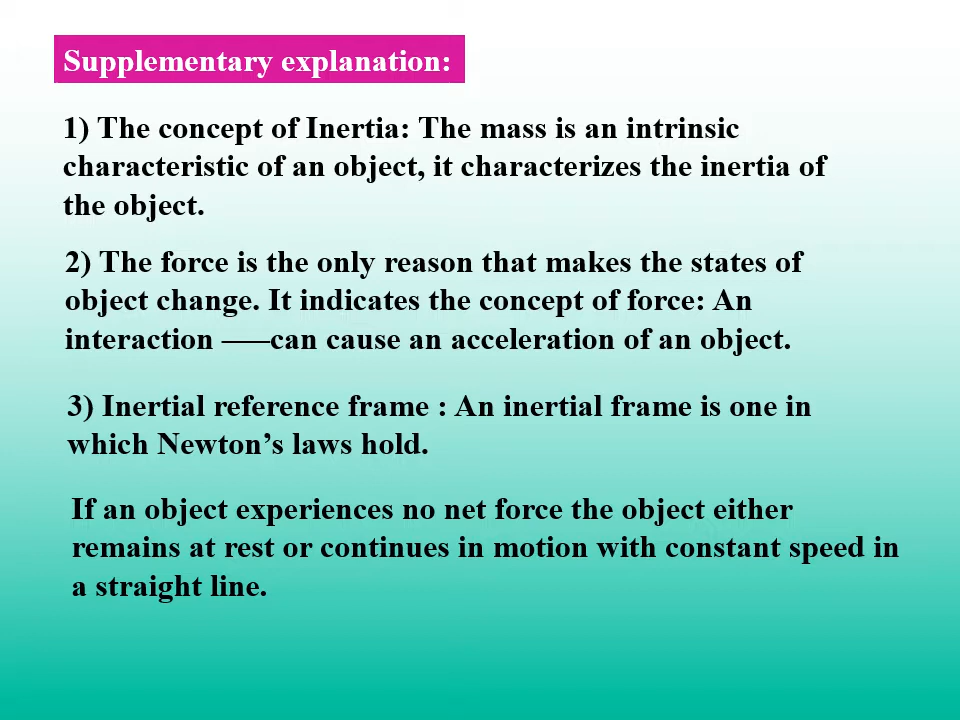 Supplementary explanation:
1) The concept of Inertia: The mass is an intrinsic
characteristic of an object, it characterizes the inertia of
the object.
2) The force is the only reason that makes the states of
object change. It indicates the concept of force: An
interaction ——can cause an acceleration of an object.
3) Inertial reference frame : An inertial frame is one in
which Newton’s laws hold.
If an object experiences no net force the object either
remains at rest or continues in motion with constant speed in
a straight line.